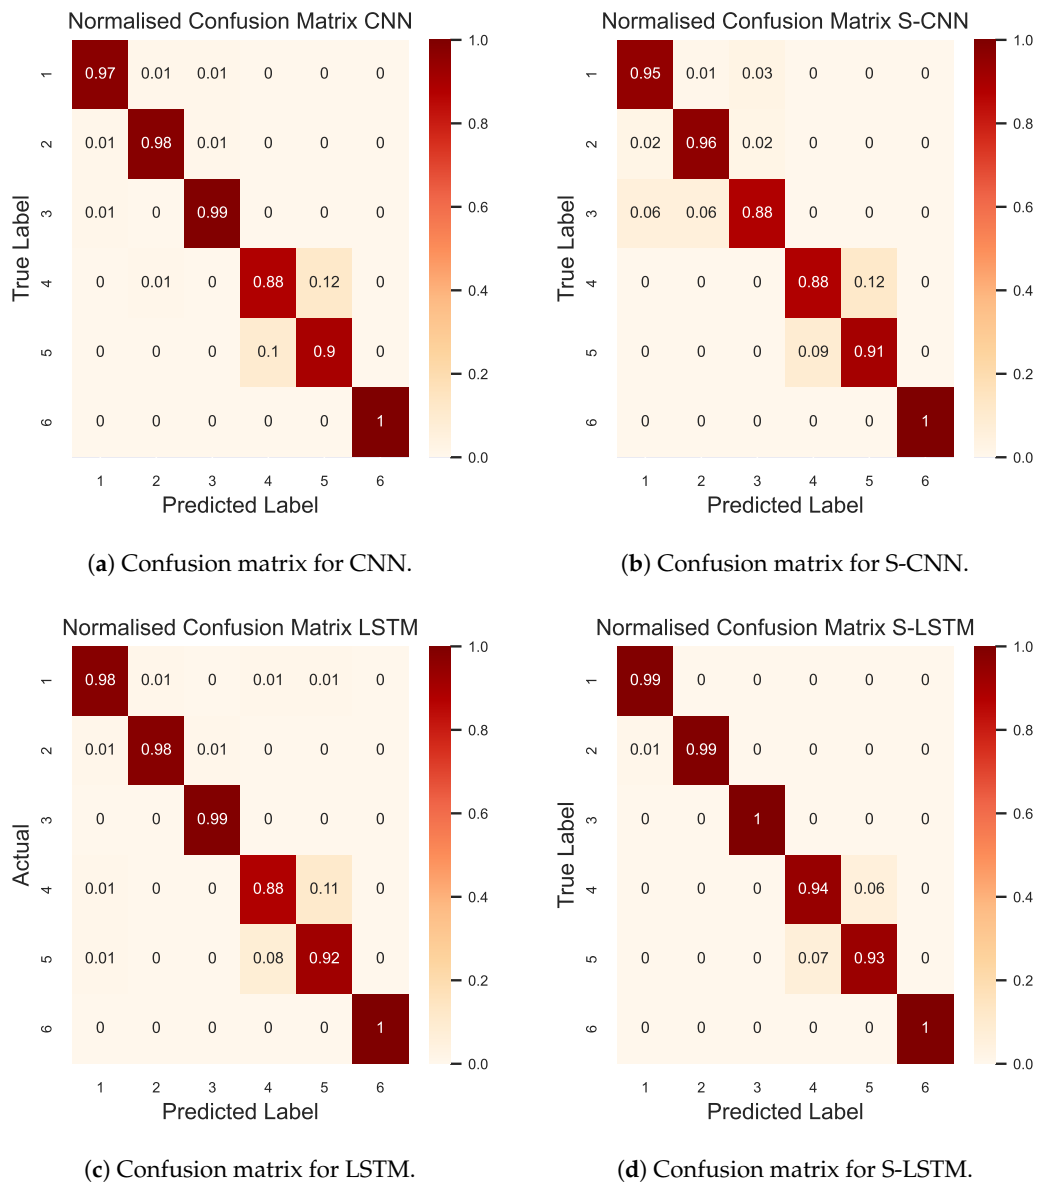 Normalised Confusion Matrix CNN
1.0
1 0.97 0.01 0.01 0 0 0
0.8
2 0.01 0.98 0.01 0 0 0
3 0.01 0 0.99 0 0 0
0.6
True Label
4 0 0.01 0 0.88 0.12 0
0.4
5 0 0 0 0.1 0.9 0
0.2
6 0 0 0 0 0 1
0.0
1 2 3 4 5 6
Predicted Label
(a) Confusion matrix for CNN.
Normalised Confusion Matrix S-CNN
1.0
1 0.95 0.01 0.03 0 0 0
0.8
2 0.02 0.96 0.02 0 0 0
3 0.06 0.06 0.88 0 0 0
0.6
True Label
4 0 0 0 0.88 0.12 0
0.4
5 0 0 0 0.09 0.91 0
0.2
6 0 0 0 0 0 1
0.0
1 2 3 4 5 6
Predicted Label
(b) Confusion matrix for S-CNN.
Normalised Confusion Matrix LSTM
1.0
1 0.98 0.01 0 0.01 0.01 0
0.8
2 0.01 0.98 0.01 0 0 0
3 0 0 0.99 0 0 0
0.6
Actual
4 0.01 0 0 0.88 0.11 0
0.4
5 0.01 0 0 0.08 0.92 0
0.2
6 0 0 0 0 0 1
0.0
1 2 3 4 5 6
Predicted Label
(c) Confusion matrix for LSTM.
Normalised Confusion Matrix S-LSTM
1.0
1 0.99 0 0 0 0 0
0.8
2 0.01 0.99 0 0 0 0
3 0 0 1 0 0 0
0.6
True Label
4 0 0 0 0.94 0.06 0
0.4
5 0 0 0 0.07 0.93 0
0.2
6 0 0 0 0 0 1
0.0
1 2 3 4 5 6
Predicted Label
(d) Confusion matrix for S-LSTM.